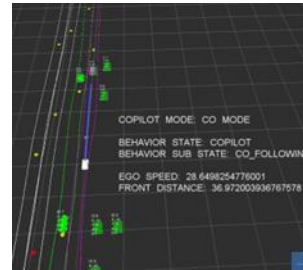 COPILOT MODE: CO MODE
BEHAVIOR STATE: COPILOT
BEHAVIOR SUB STATE: CO_FOLLOWIN
EGO SPEED: 28.6498254776001
FRONT DISTANCE: 36.972003936767578